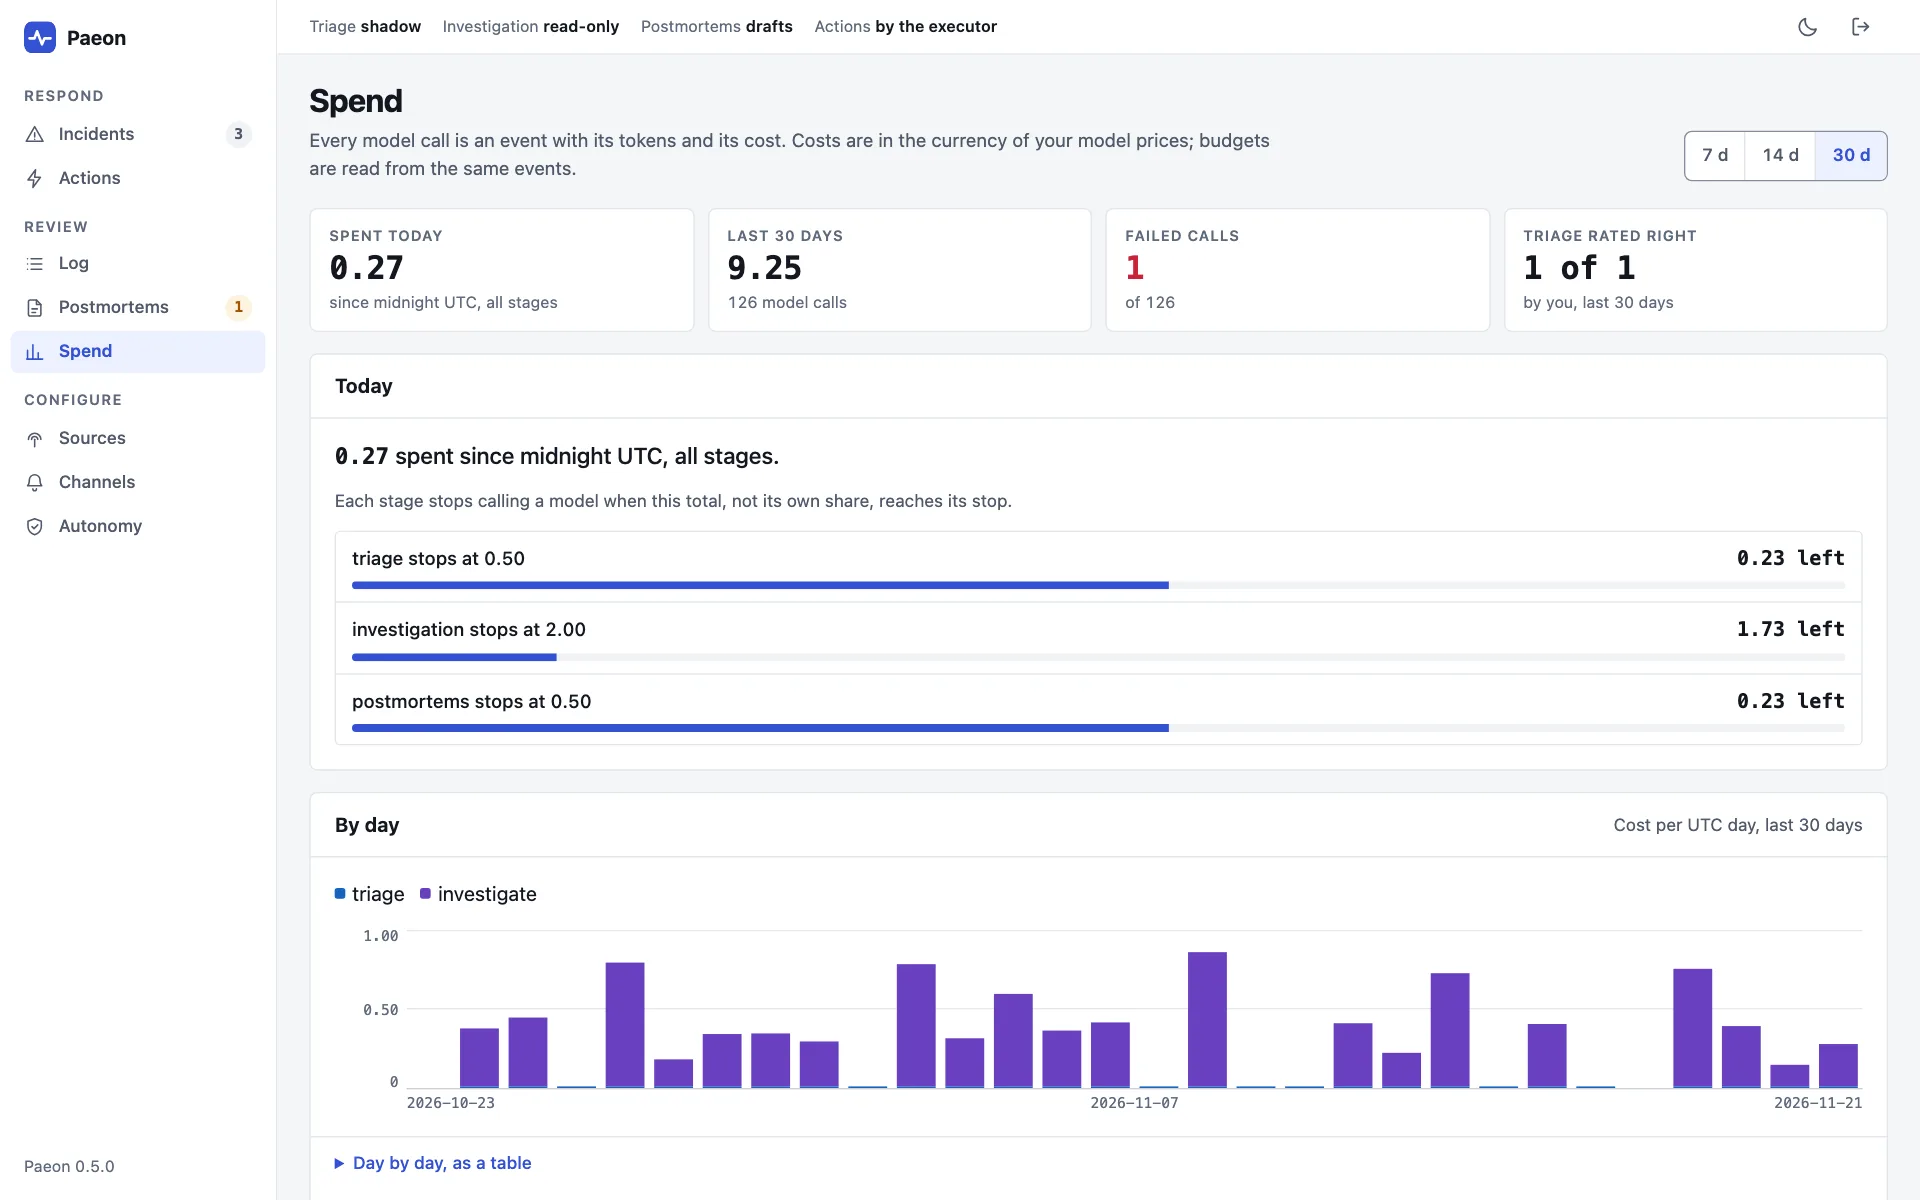 Paeon
RESPOND
Incidents 3
Actions
REVIEW
Log
Postmortems 1
Spend
CONFIGURE
Sources
Channels
Autonomy
Paeon 0.5.0
Triage shadow Investigation read-only Postmortems drafts Actions by the executor
Spend
Every model call is an event with its tokens and its cost. Costs are in the currency of your model prices; budgets
are read from the same events.
7 d 14 d 30 d
SPENT TODAY
0.27
since midnight UTC, all stages
LAST 30 DAYS
9.25
126 model calls
FAILED CALLS
1
of 126
TRIAGE RATED RIGHT
1 of 1
by you, last 30 days
Today
0.27 spent since midnight UTC, all stages.
Each stage stops calling a model when this total, not its own share, reaches its stop.
triage stops at 0.50 0.23 left
investigation stops at 2.00 1.73 left
postmortems stops at 0.50 0.23 left
By day Cost per UTC day, last 30 days
triage investigate
1.00
0.50
0
2026-10-23 2026-11-07 2026-11-21
Day by day, as a table